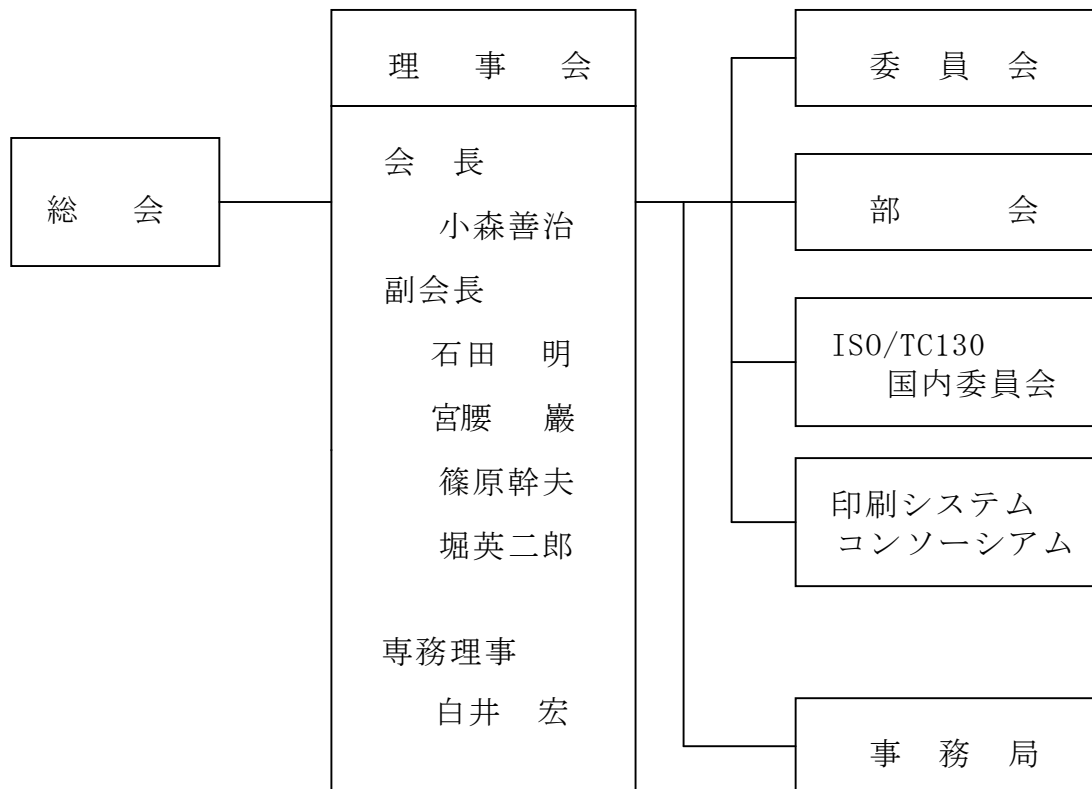 総 会
理 事 会
会 長
小森善治
副会長
石田 明
宮腰 巖
篠原幹夫
堀英二郎
専務理事
白井 宏
委 員 会
部 会
ISO/TC130
国内委員会
印刷システム
コンソーシアム
事 務 局